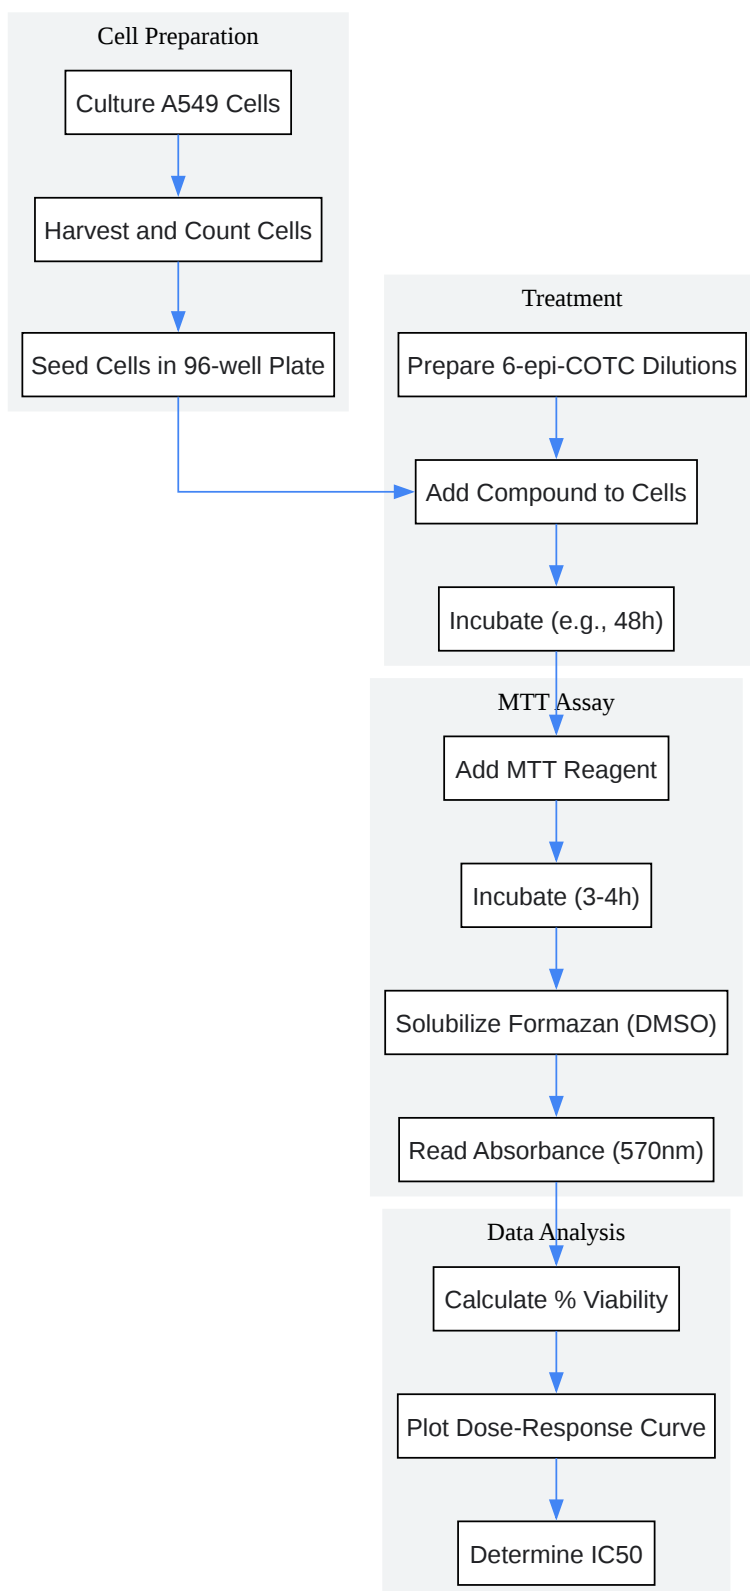 Cell Preparation
Culture A549 Cells
Harvest and Count Cells
Seed Cells in 96-well Plate
Treatment
Prepare 6-epi-COTC Dilutions
Add Compound to Cells
Incubate (e.g., 48h)
MTT Assay
Add MTT Reagent
Incubate (3-4h)
Solubilize Formazan (DMSO)
Read Absorbance (570nm)
Data Analysis
Calculate % Viability
Plot Dose-Response Curve
Determine IC50